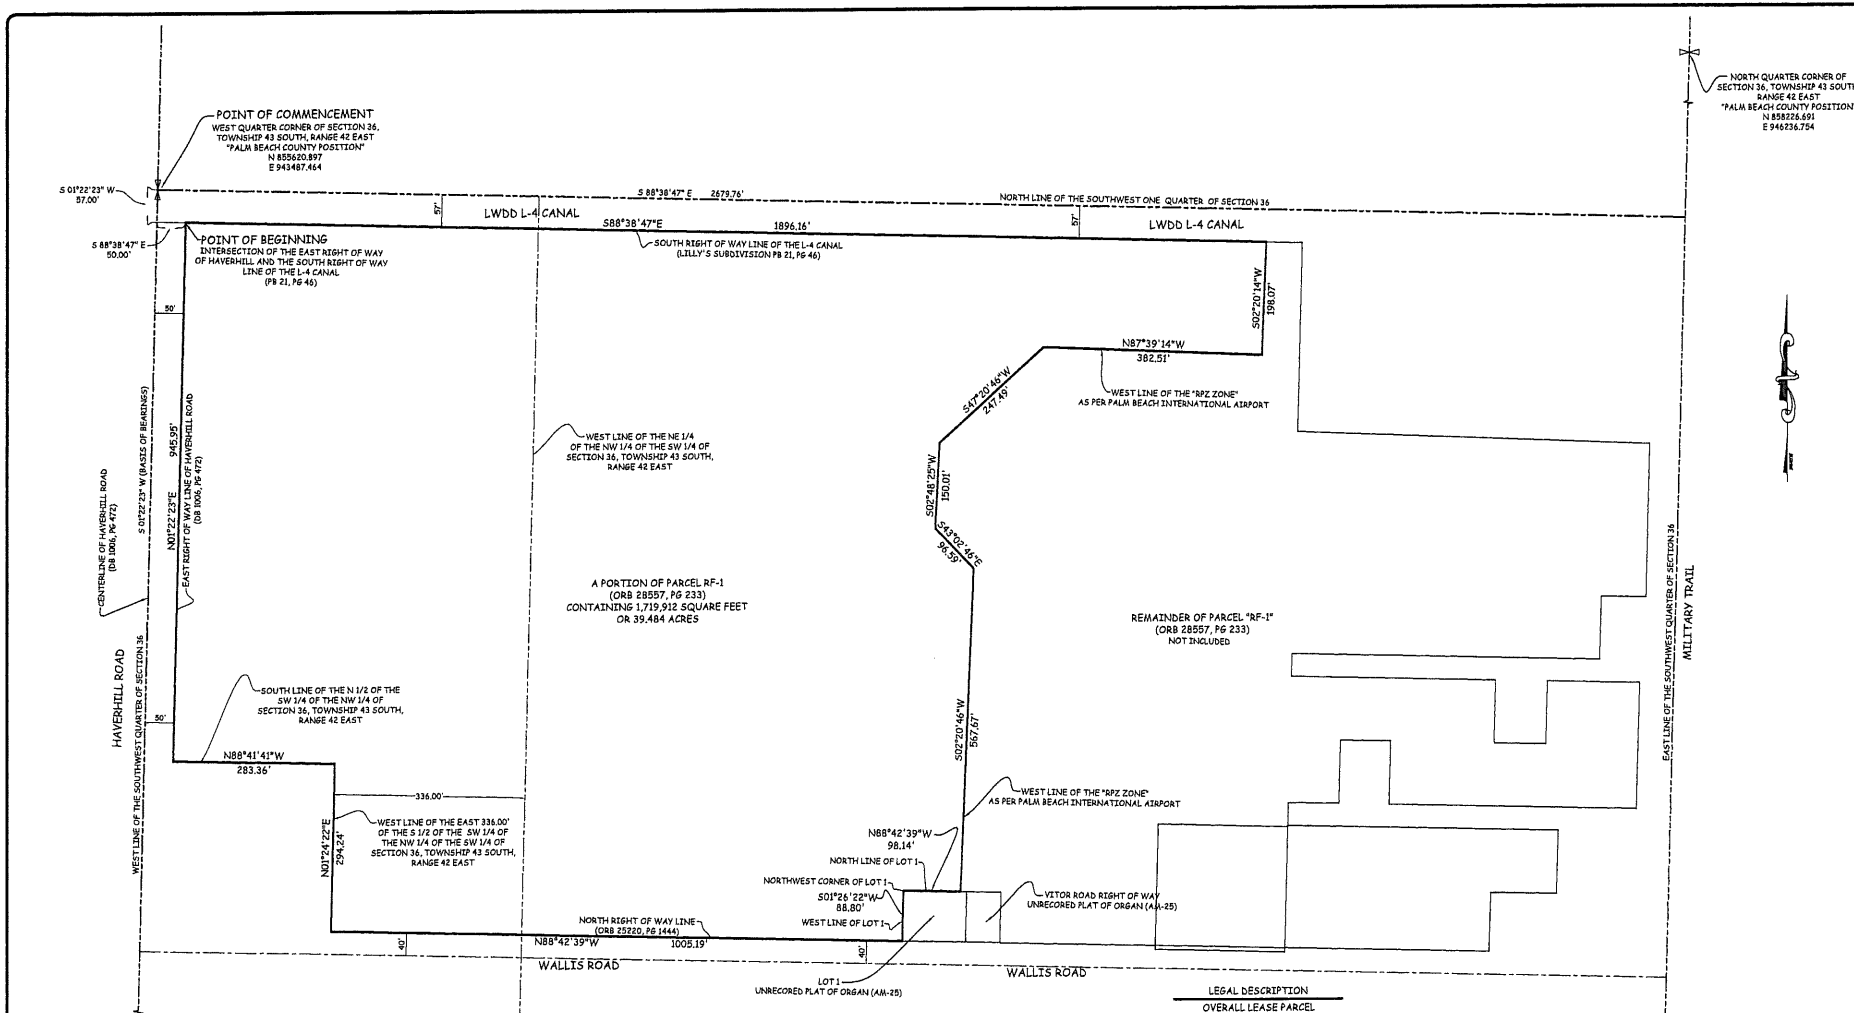 POINT OF COMMENCEMENT
WEST QUARTER CORNER OF SECTION 36,
TOWNSHIP 43 SOUTH, RANGE 42 EAST
"PALM BEACH COUNTY POSITION"
N 855620.897
E 943487.464
NORTH QUARTER CORNER OF
SECTION 36, TOWNSHIP 43 SOUTH
RANGE 42 EAST
"PALM BEACH COUNTY POSITION"
N 858226.691
E 946236.754
S 01°22'23" W
57.00'
S 88°38'47" E 2679.76'
NORTH LINE OF THE SOUTHWEST ONE QUARTER OF SECTION 36
57'
LWDD L-4 CANAL
57'
LWDD L-4 CANAL
S88°38'47"E
1896.16'
S 88°38'47" E
50.00'
POINT OF BEGINNING
INTERSECTION OF THE EAST RIGHT OF WAY
OF HAVERHILL AND THE SOUTH RIGHT OF WAY
LINE OF THE L-4 CANAL
(PB 21, PG 46)
SOUTH RIGHT OF WAY LINE OF THE L-4 CANAL
(LILLY'S SUBDIVISION PB 21, PG 46)
50'
S02°20'14"W
198.07'
N87°39'14"W
382.51'
WEST LINE OF THE "RPZ ZONE"
AS PER PALM BEACH INTERNATIONAL AIRPORT
S47°20'46"W
247.49'
S02°48'25"W
150.01'
S43°02'46"E
96.59'
WEST LINE OF THE NE 1/4
OF THE NW 1/4 OF THE SW 1/4 OF
SECTION 36, TOWNSHIP 43 SOUTH,
RANGE 42 EAST
CENTERLINE OF HAVERHILL ROAD
(DB 1006, PG 472)
S 01°22'23" W (BASIS OF BEARINGS)
N01°22'23"E
945.95'
EAST RIGHT OF WAY LINE OF HAVERHILL ROAD
(DB 1006, PG 472)
A PORTION OF PARCEL RF-1
(ORB 28557, PG 233)
CONTAINING 1,719,912 SQUARE FEET
OR 39.484 ACRES
REMAINDER OF PARCEL "RF-1"
(ORB 28557, PG 233)
NOT INCLUDED
MILITARY TRAIL
EAST LINE OF THE SOUTHWEST QUARTER OF SECTION 36
HAVERHILL ROAD
WEST LINE OF THE SOUTHWEST QUARTER OF SECTION 36
SOUTH LINE OF THE N 1/2 OF THE
SW 1/4 OF THE NW 1/4 OF
SECTION 36, TOWNSHIP 43 SOUTH,
RANGE 42 EAST
50'
N88°41'41"W
283.36'
S02°20'46"W
567.67'
336.00'
WEST LINE OF THE "RPZ ZONE"
AS PER PALM BEACH INTERNATIONAL AIRPORT
N01°24'22"E
294.24'
WEST LINE OF THE EAST 336.00'
OF THE S 1/2 OF THE SW 1/4 OF
THE NW 1/4 OF THE SW 1/4 OF
SECTION 36, TOWNSHIP 43 SOUTH,
RANGE 42 EAST
N88°42'39"W
98.14'
NORTH LINE OF LOT 1
NORTHWEST CORNER OF LOT 1
S01°26'22"W
88.80'
WEST LINE OF LOT 1
VITOR ROAD RIGHT OF WAY
UNRECORED PLAT OF ORGAN (AM-25)
NORTH RIGHT OF WAY LINE
(ORB 25220, PG 1444)
40'
N88°42'39"W
1005.19'
40'
WALLIS ROAD
WALLIS ROAD
LOT 1
UNRECORED PLAT OF ORGAN (AM-25)
LEGAL DESCRIPTION
OVERALL LEASE PARCEL